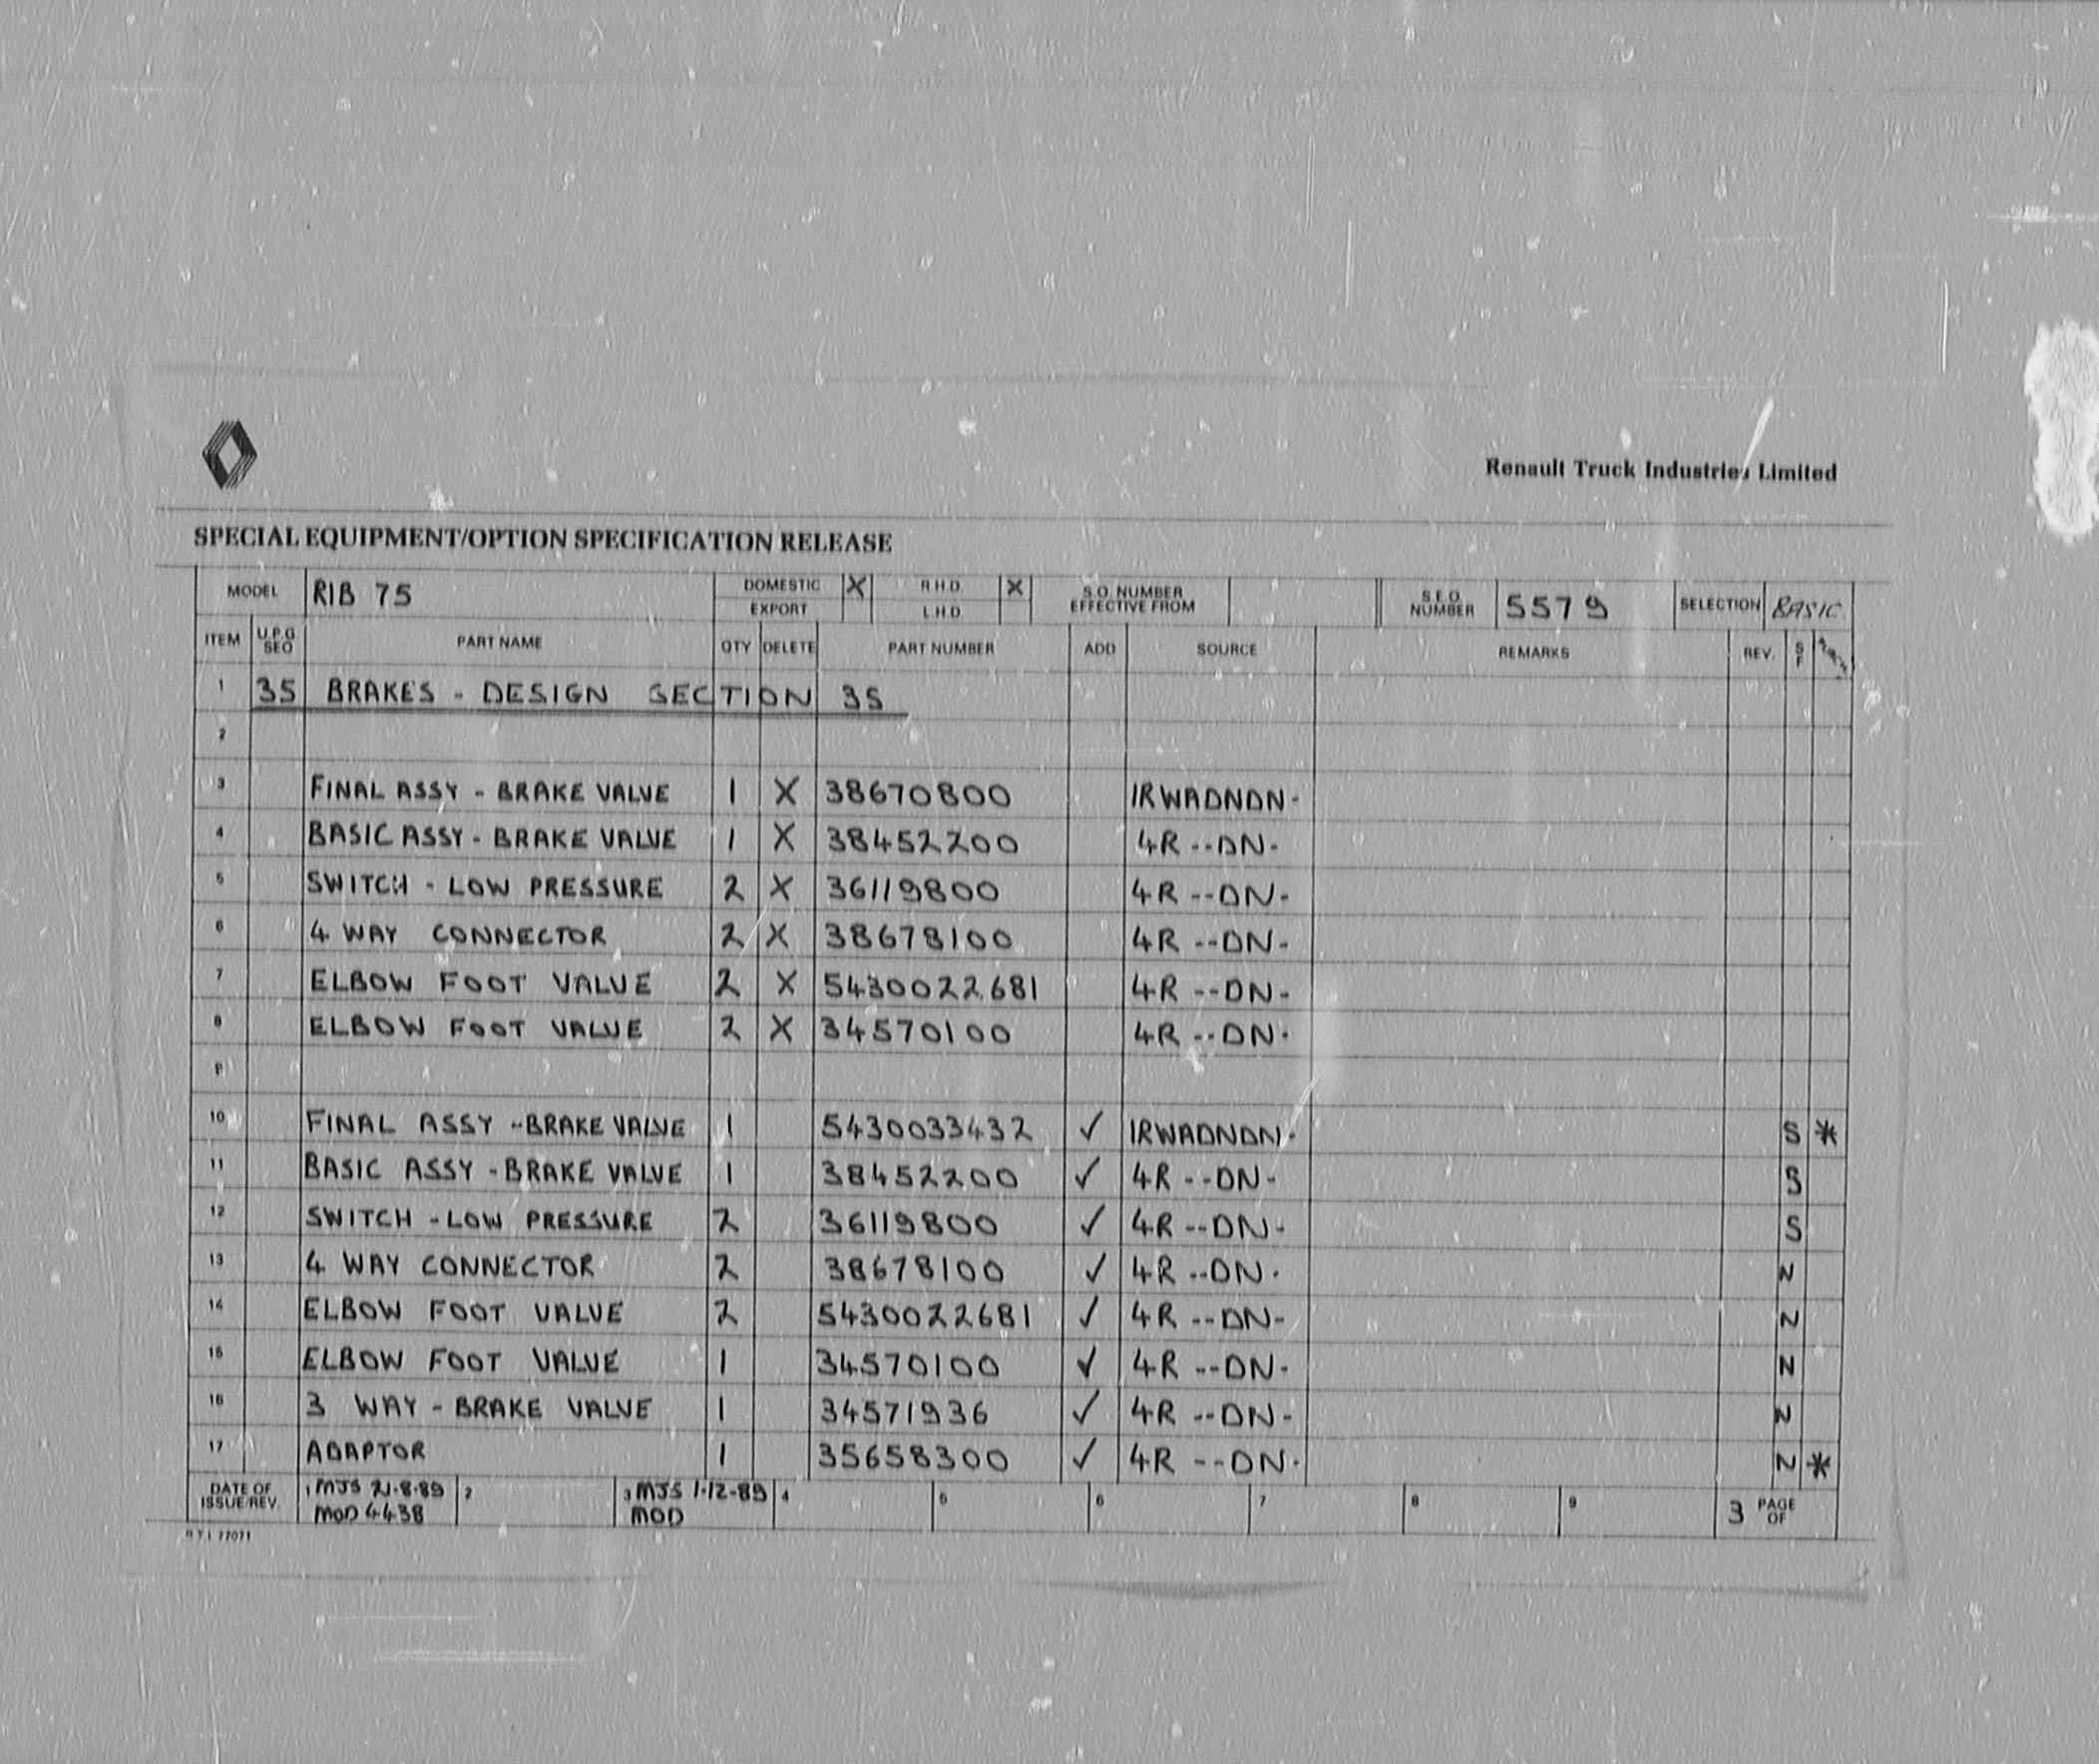 Renault Truck Industries Limited
SPECIAL EQUIPMENT/OPTION SPECIFICATION RELEASE
MODEL R1B 75 DOMESTIC X R.H.D. X S.O. NUMBER EFFECTIVE FROM S.E.O. NUMBER 5579 SELECTION BASIC
EXPORT L.H.D.
ITEM U.P.G SEQ PART NAME QTY DELETE PART NUMBER ADD SOURCE REMARKS REV. S F
1 35 BRAKES - DESIGN SECTION 35
2
3 FINAL ASSY - BRAKE VALVE 1 X 38670800 1RWADNDN-
4 BASIC ASSY - BRAKE VALVE 1 X 38452200 4R --DN-
5 SWITCH - LOW PRESSURE 2 X 36119800 4R --DN-
6 4 WAY CONNECTOR 2 X 38678100 4R --DN-
7 ELBOW FOOT VALVE 2 X 5430022681 4R --DN-
8 ELBOW FOOT VALVE 2 X 34570100 4R --DN-
9
10 FINAL ASSY - BRAKE VALVE 1 5430033432 ✓ 1RWADNDN- S *
11 BASIC ASSY - BRAKE VALVE 1 38452200 ✓ 4R --DN- S
12 SWITCH - LOW PRESSURE 2 36119800 ✓ 4R --DN- S
13 4 WAY CONNECTOR 2 38678100 ✓ 4R --DN- N
14 ELBOW FOOT VALVE 2 5430022681 ✓ 4R --DN- N
15 ELBOW FOOT VALVE 1 34570100 ✓ 4R --DN- N
16 3 WAY - BRAKE VALVE 1 34571936 ✓ 4R --DN- N
17 ADAPTOR 1 35658300 ✓ 4R --DN- N *
DATE OF ISSUE/REV. 1 MJS 21-8-89 2 3 MJS 1-12-89 4 5 6 7 8 9 3 PAGE OF
MOD 4438 MOD
R.T.I. 77071